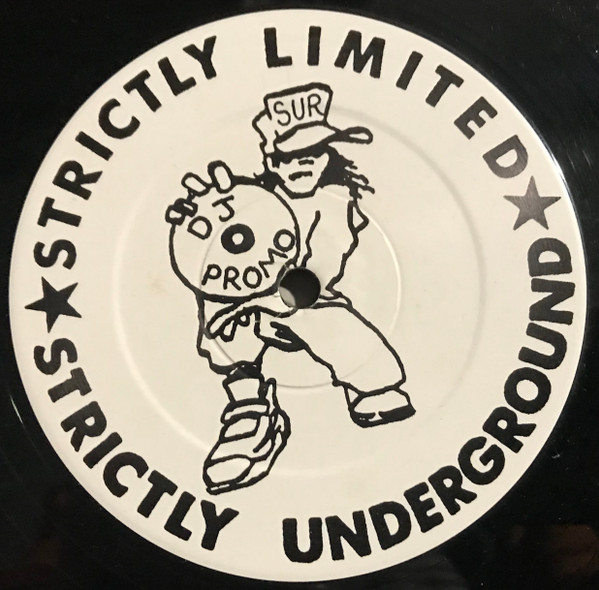 STRICTLY LIMITED
SUR
DJ
PROMO
STRICTLY UNDERGROUND